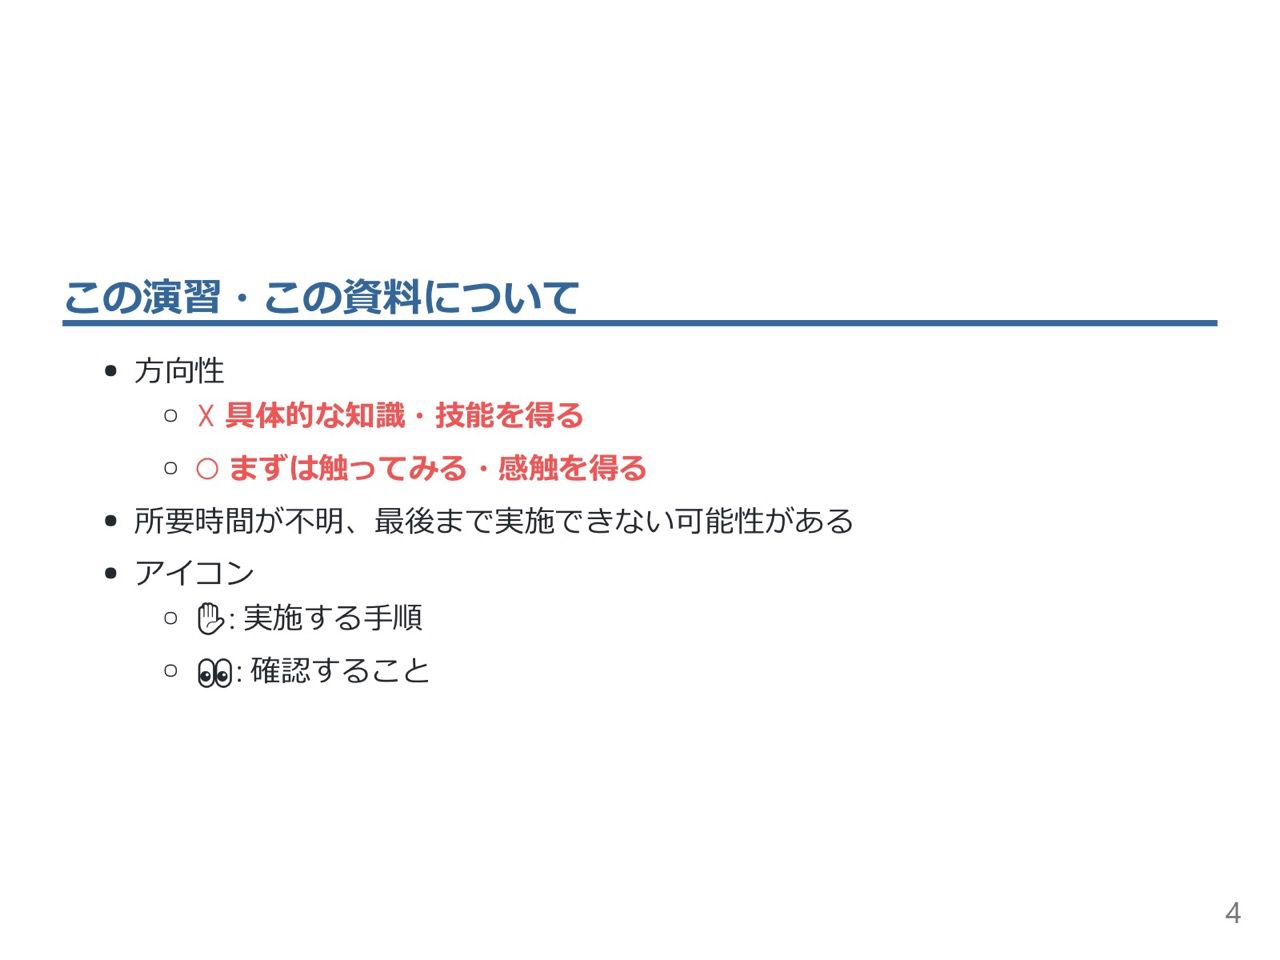 この演習・この資料について
• 方向性
○ X 具体的な知識・技能を得る
○ ○ まずは触ってみる・感触を得る
• 所要時間が不明、最後まで実施できない可能性がある
• アイコン
○ ✋: 実施する手順
○ 👀: 確認すること
4